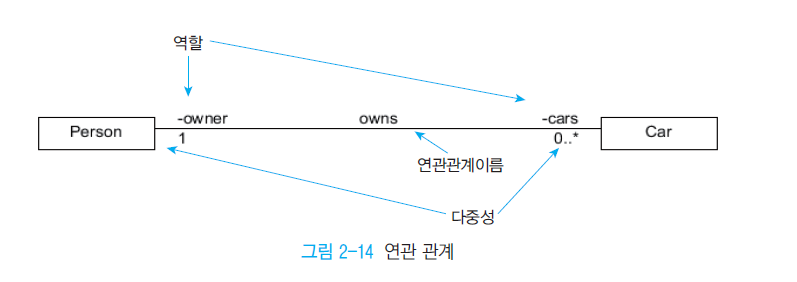 역할
-owner owns -cars
Person Car
1 0..*
연관관계이름
다중성
그림 2-14 연관 관계